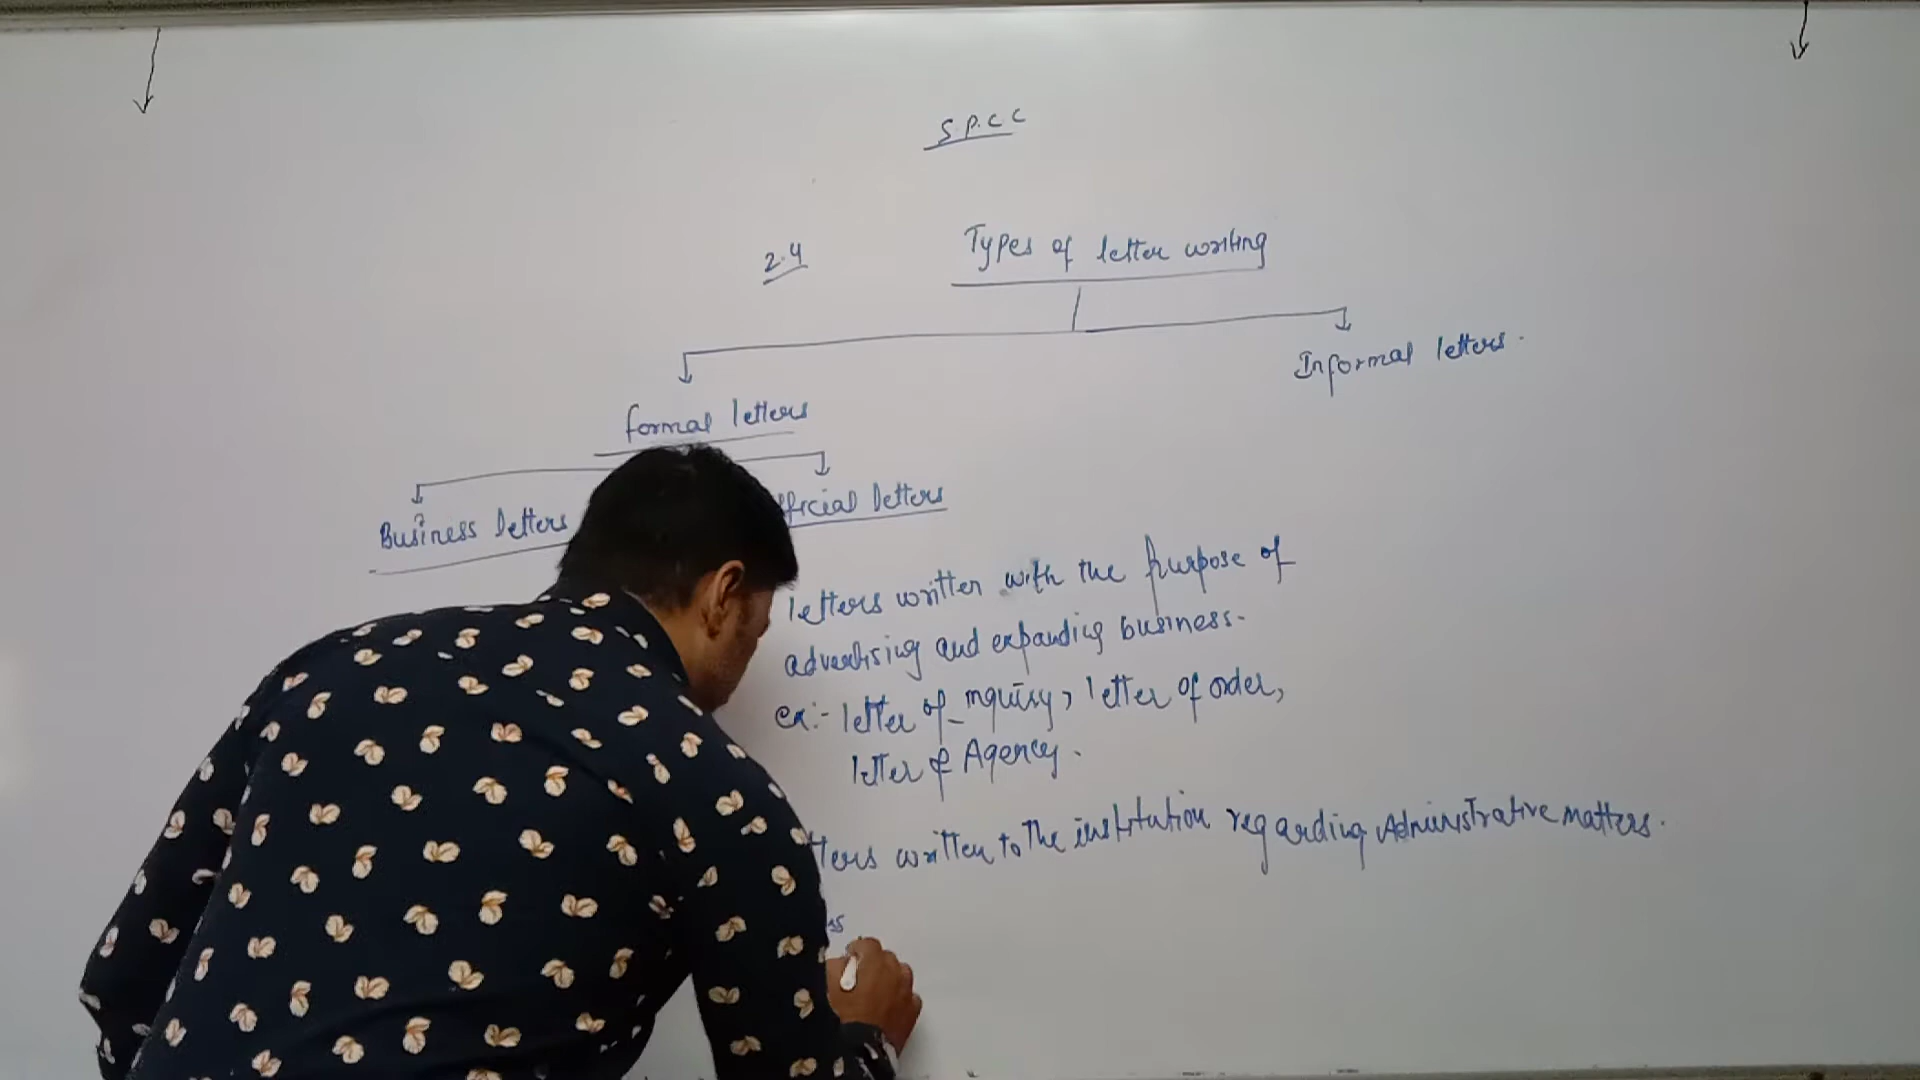 S.P.C.C
2.4
Types of letter writing
Informal letters.
formal letters
Business letters
fficial letters
letters written with the purpose of
advertising and expanding business.
ex:- letter of inquiry, letter of order,
letter of Agency.
tters written to the institution regarding Administrative matters.
ss